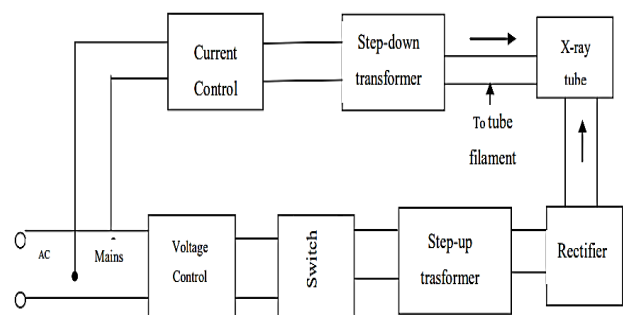 Current
Control
Step-down
transformer
X-ray
tube
To tube
filament
AC
Mains
Voltage
Control
Switch
Step-up
trasformer
Rectifier